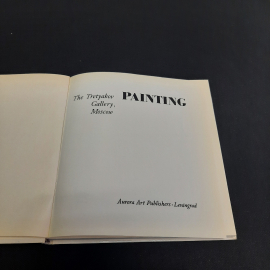 The Tretyakov PAINTING
Gallery,
Moscow
Aurora Art Publishers · Leningrad